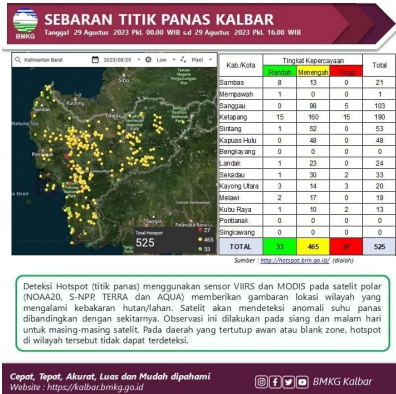 BMKG
SEBARAN TITIK PANAS KALBAR
Tanggal 29 Agustus 2023 Pkl. 00.00 WIB s.d 29 Agustus 2023 Pkl. 16.00 WIB
Kalimantan Barat
2023/08/29
Low
Pixel
Kuching
Pontianak
Sampit
Palangka Raya
Total Hotspot
525
27
465
33
Kab./Kota Tingkat Kepercayaan Total
Rendah Menengah Tinggi
Sambas 8 13 0 21
Mempawah 1 0 0 1
Sanggau 0 98 5 103
Ketapang 15 160 15 190
Sintang 1 52 0 53
Kapuas Hulu 0 48 0 48
Bengkayang 0 0 0 0
Landak 1 23 0 24
Sekadau 1 30 2 33
Kayong Utara 3 14 3 20
Melawi 2 17 0 19
Kubu Raya 1 10 2 13
Pontianak 0 0 0 0
Singkawang 0 0 0 0
TOTAL 33 465 27 525
Sumber : http://hotspot.brin.go.id/ (diolah)
Deteksi Hotspot (titik panas) menggunakan sensor VIIRS dan MODIS pada satelit polar
(NOAA20, S-NPP, TERRA dan AQUA) memberikan gambaran lokasi wilayah yang
mengalami kebakaran hutan/lahan. Satelit akan mendeteksi anomali suhu panas
dibandingkan dengan sekitarnya. Observasi ini dilakukan pada siang dan malam hari
untuk masing-masing satelit. Pada daerah yang tertutup awan atau blank zone, hotspot
di wilayah tersebut tidak dapat terdeteksi.
Cepat, Tepat, Akurat, Luas dan Mudah dipahami
Website : https://kalbar.bmkg.go.id
BMKG Kalbar